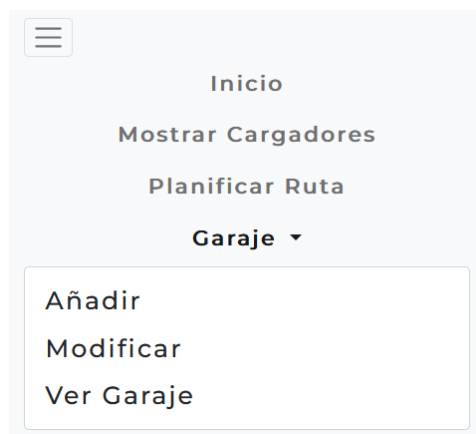 Inicio
Mostrar Cargadores
Planificar Ruta
Garaje
Añadir
Modificar
Ver Garaje